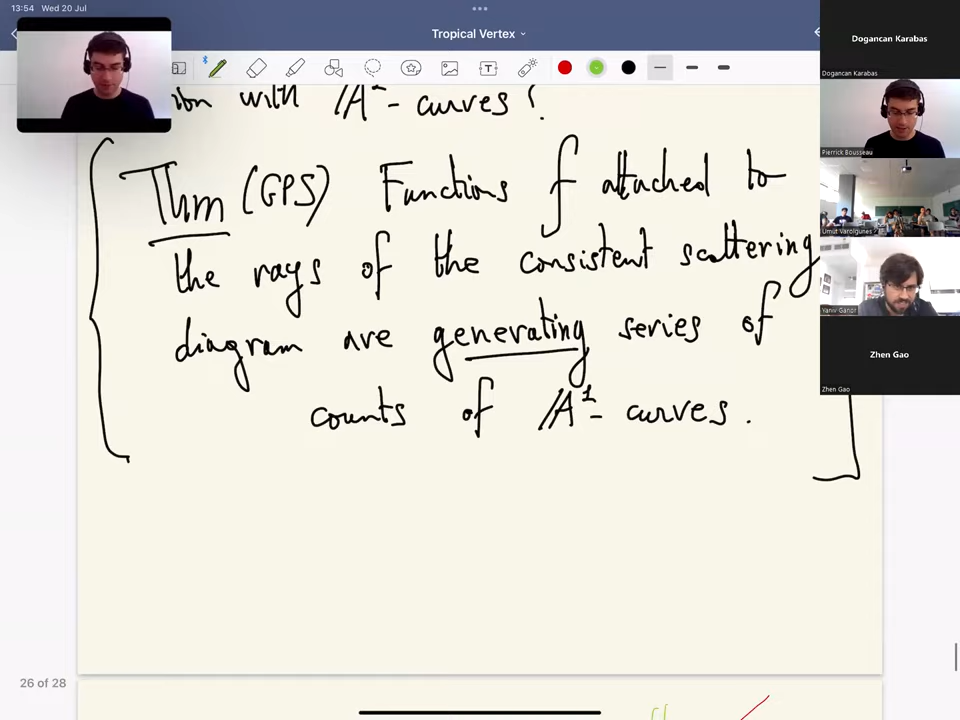 13:54 Wed 20 Jul
Tropical Vertex
with /A¹- curves?
Thm (GPS) Functions f attached to
the rays of the consistent scattering
diagram are generating series of
counts of /A¹- curves.
26 of 28
Dogancan Karabas
Dogancan Karabas
Pierrick Bousseau
Umut Varolgunes
Yaniv Ganor
Zhen Gao
Zhen Gao